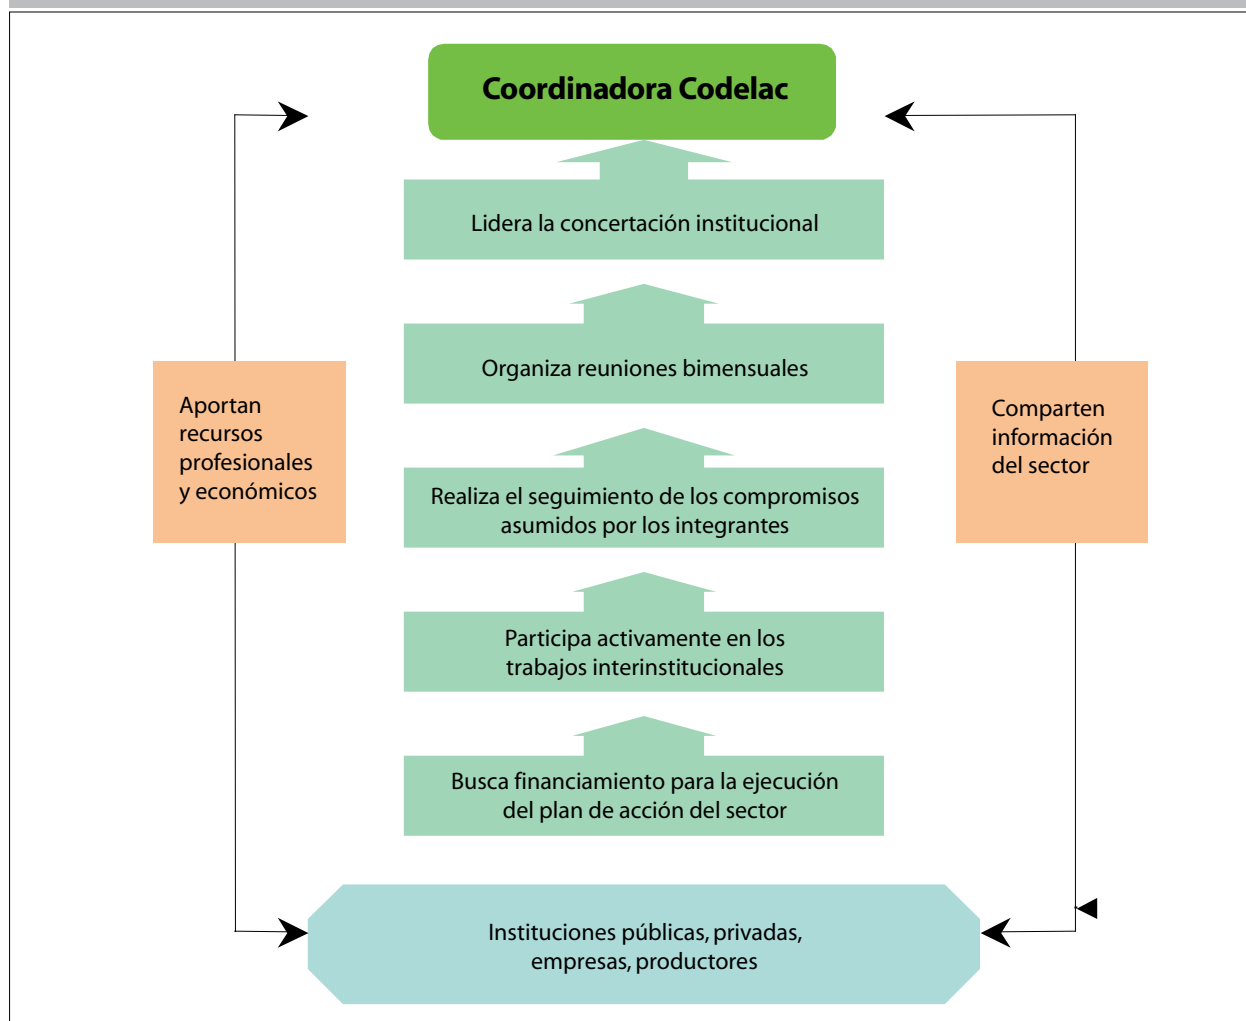 Coordinadora Codelac
Lidera la concertación institucional
Organiza reuniones bimensuales
Aportan
recursos
profesionales
y económicos
Comparten
información
del sector
Realiza el seguimiento de los compromisos
asumidos por los integrantes
Participa activamente en los
trabajos interinstitucionales
Busca financiamiento para la ejecución
del plan de acción del sector
Instituciones públicas, privadas,
empresas, productores